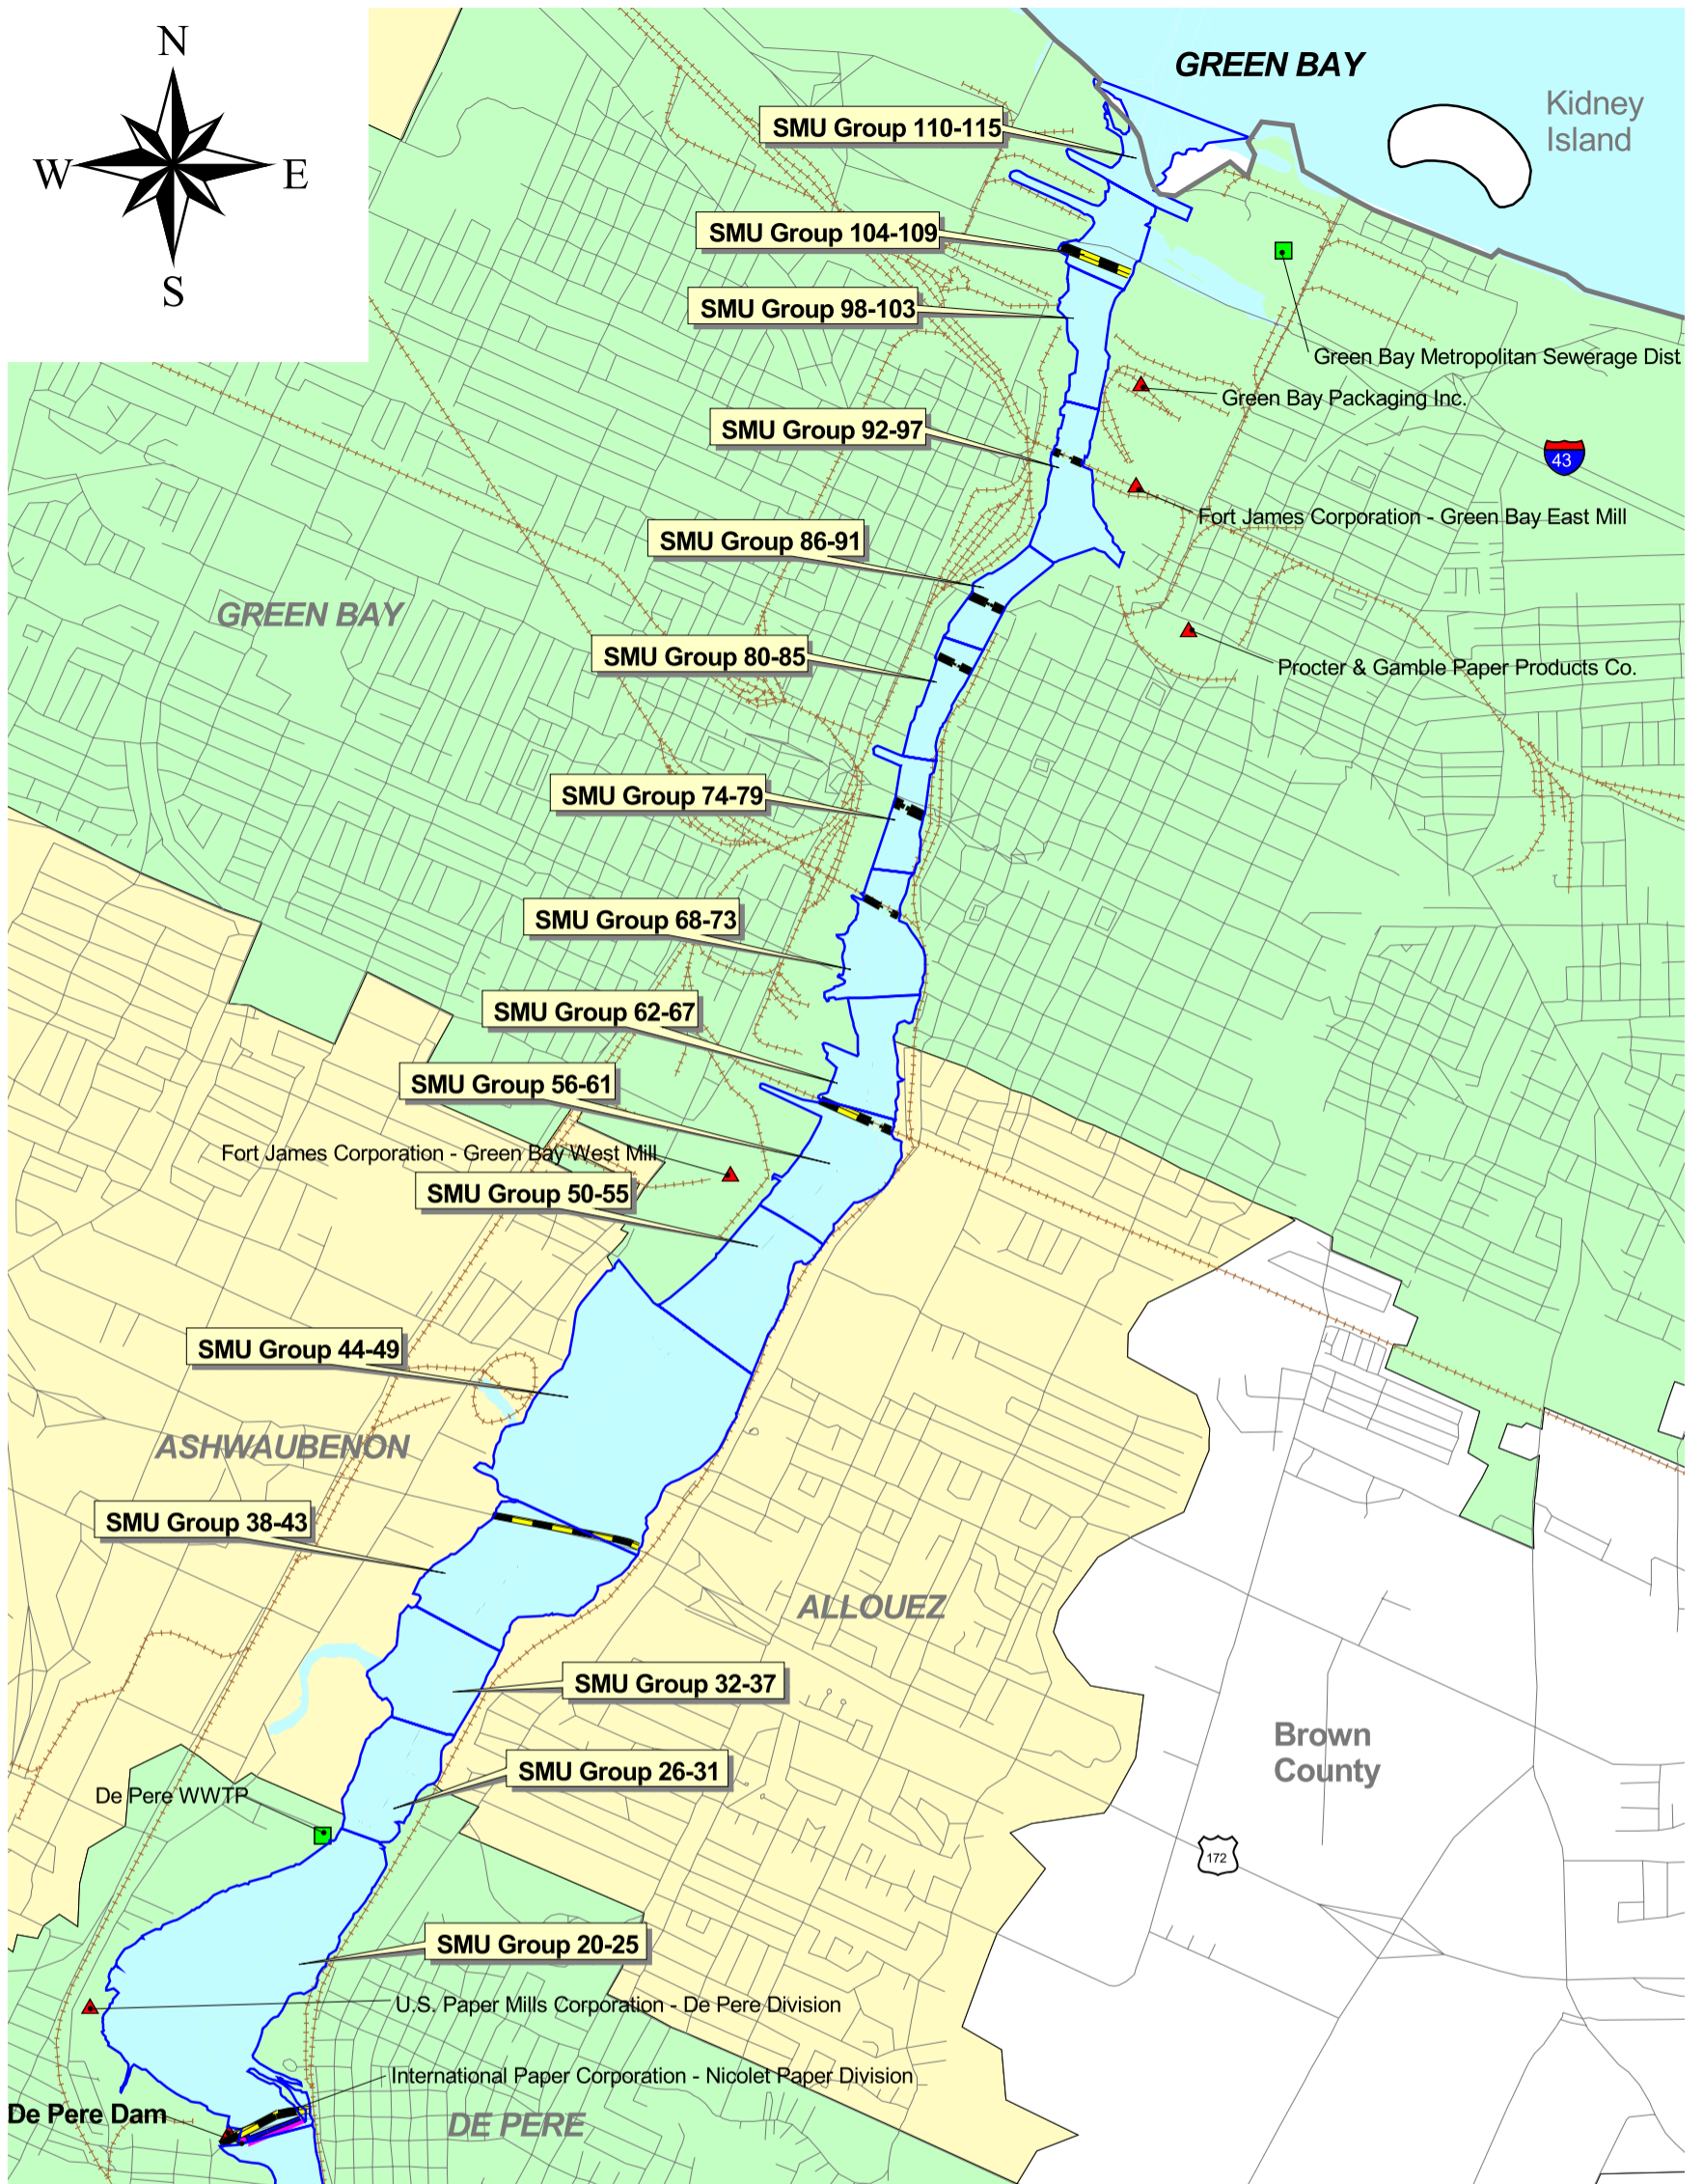 N
GREEN BAY
Kidney
Island
SMU Group 110-115
W
E
SMU Group 104-109
S
SMU Group 98-103
Green Bay Metropolitan Sewerage Dist
Green Bay Packaging Inc.
SMU Group 92-97
43
Fort James Corporation - Green Bay East Mill
SMU Group 86-91
GREEN BAY
SMU Group 80-85
Procter & Gamble Paper Products Co.
SMU Group 74-79
SMU Group 68-73
SMU Group 62-67
SMU Group 56-61
Fort James Corporation - Green Bay West Mill
SMU Group 50-55
SMU Group 44-49
ASHWAUBENON
SMU Group 38-43
ALLOUEZ
SMU Group 32-37
Brown
County
SMU Group 26-31
De Pere WWTP
172
SMU Group 20-25
U.S. Paper Mills Corporation - De Pere Division
International Paper Corporation - Nicolet Paper Division
De Pere Dam
DE PERE